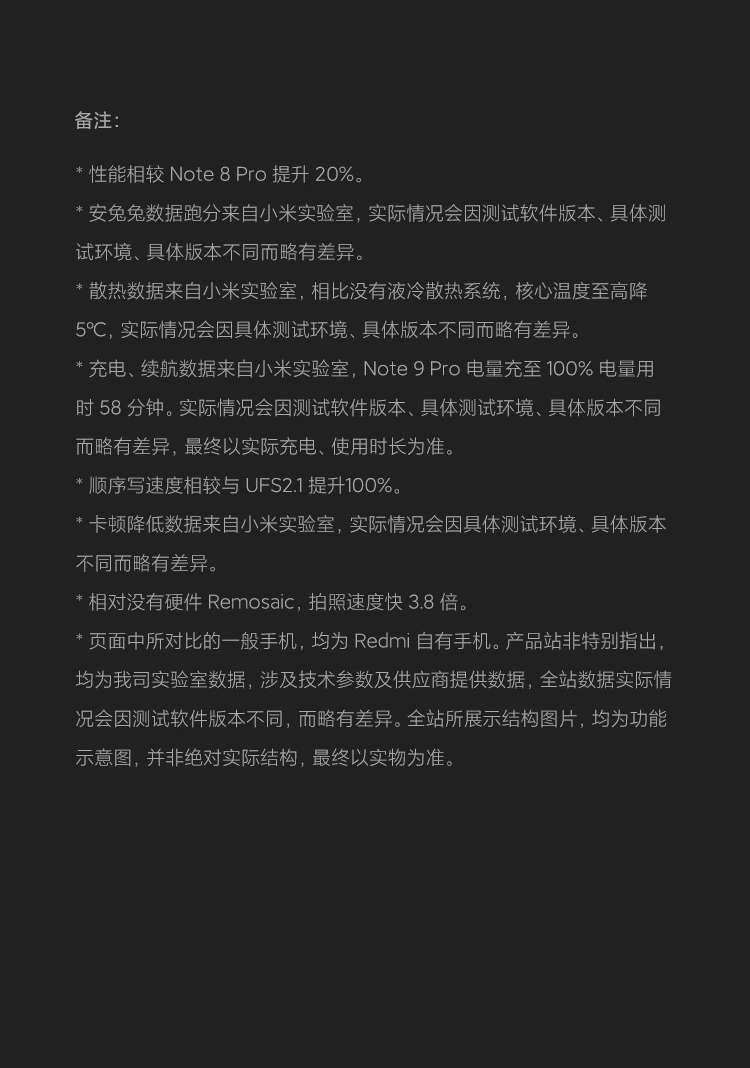 备注:
* 性能相较 Note 8 Pro 提升 20%。
* 安兔兔数据跑分来自小米实验室, 实际情况会因测试软件版本、具体测
试环境、具体版本不同而略有差异。
* 散热数据来自小米实验室, 相比没有液冷散热系统, 核心温度至高降
5℃, 实际情况会因具体测试环境、具体版本不同而略有差异。
* 充电、续航数据来自小米实验室, Note 9 Pro 电量充至 100% 电量用
时 58 分钟。实际情况会因测试软件版本、具体测试环境、具体版本不同
而略有差异, 最终以实际充电、使用时长为准。
* 顺序写速度相较与 UFS2.1 提升100%。
* 卡顿降低数据来自小米实验室, 实际情况会因具体测试环境、具体版本
不同而略有差异。
* 相对没有硬件 Remosaic, 拍照速度快 3.8 倍。
* 页面中所对比的一般手机, 均为 Redmi 自有手机。产品站非特别指出,
均为我司实验室数据, 涉及技术参数及供应商提供数据, 全站数据实际情
况会因测试软件版本不同, 而略有差异。全站所展示结构图片, 均为功能
示意图, 并非绝对实际结构, 最终以实物为准。